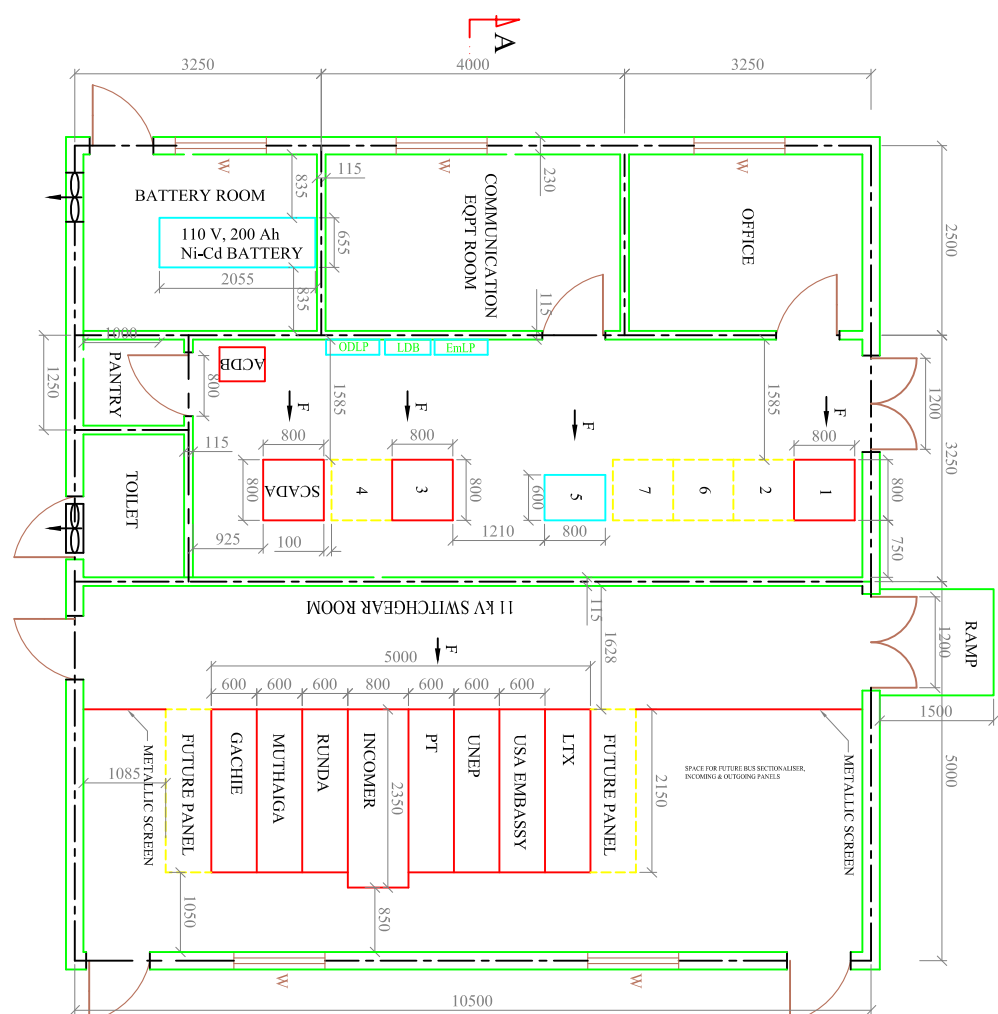 A
3250
4000
3250
W
W
W
BATTERY ROOM
835
115
110 V, 200 Ah
Ni-Cd BATTERY
655
2055
835
COMMUNICATION
EQPT ROOM
230
115
OFFICE
2500
1000
PANTRY
1250
800
ACDB
ODLP
LDB
EmLP
F
F
F
F
1585
1585
1200
3250
800
800
800
115
TOILET
800
SCADA
4
3
800
600
5
7
6
2
1
800
925
100
1210
800
750
11 kV SWITCHGEAR ROOM
115
1628
F
RAMP
1200
1500
5000
600
600
600
800
600
600
600
METALLIC SCREEN
1085
FUTURE PANEL
GACHIE
MUTHAIGA
RUNDA
INCOMER
2350
PT
UNEP
USA EMBASSY
LTX
FUTURE PANEL
2150
SPACE FOR FUTURE BUS SECTIONALISER,
INCOMING & OUTGOING PANELS
METALLIC SCREEN
5000
1050
850
W
W
10500